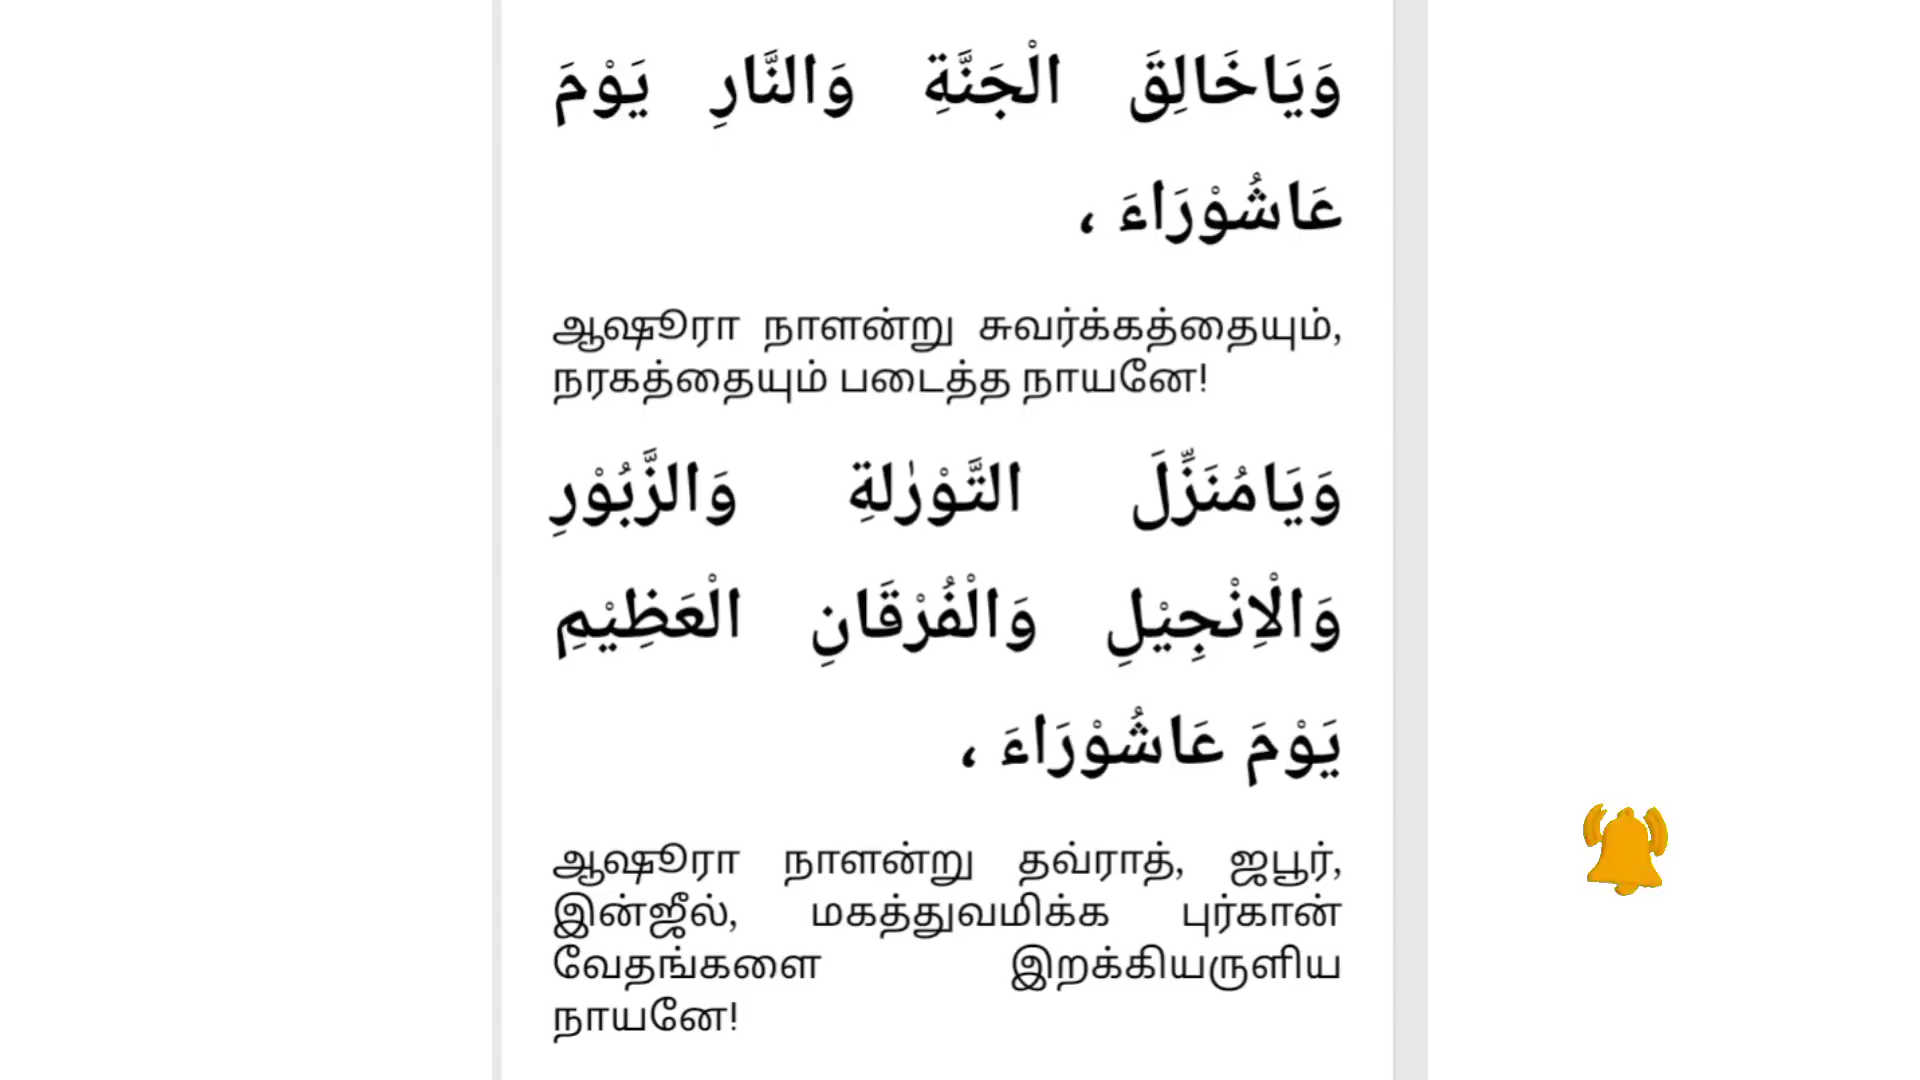 وَيَاخَالِقَ الْجَنَّةِ وَالنَّارِ يَوْمَ
عَاشُوْرَاءَ ،
ஆஷூரா நாளன்று சுவர்க்கத்தையும்,
நரகத்தையும் படைத்த நாயனே!
وَيَامُنَزِّلَ التَّوْرٰىةِ وَالزَّبُوْرِ
وَالْاِنْجِيْلِ وَالْفُرْقَانِ الْعَظِيْمِ
يَوْمَ عَاشُوْرَاءَ ،
ஆஷூரா நாளன்று தவ்ராத், ஜபூர்,
இன்ஜீல், மகத்துவமிக்க புர்கான்
வேதங்களை இறக்கியருளிய
நாயனே!